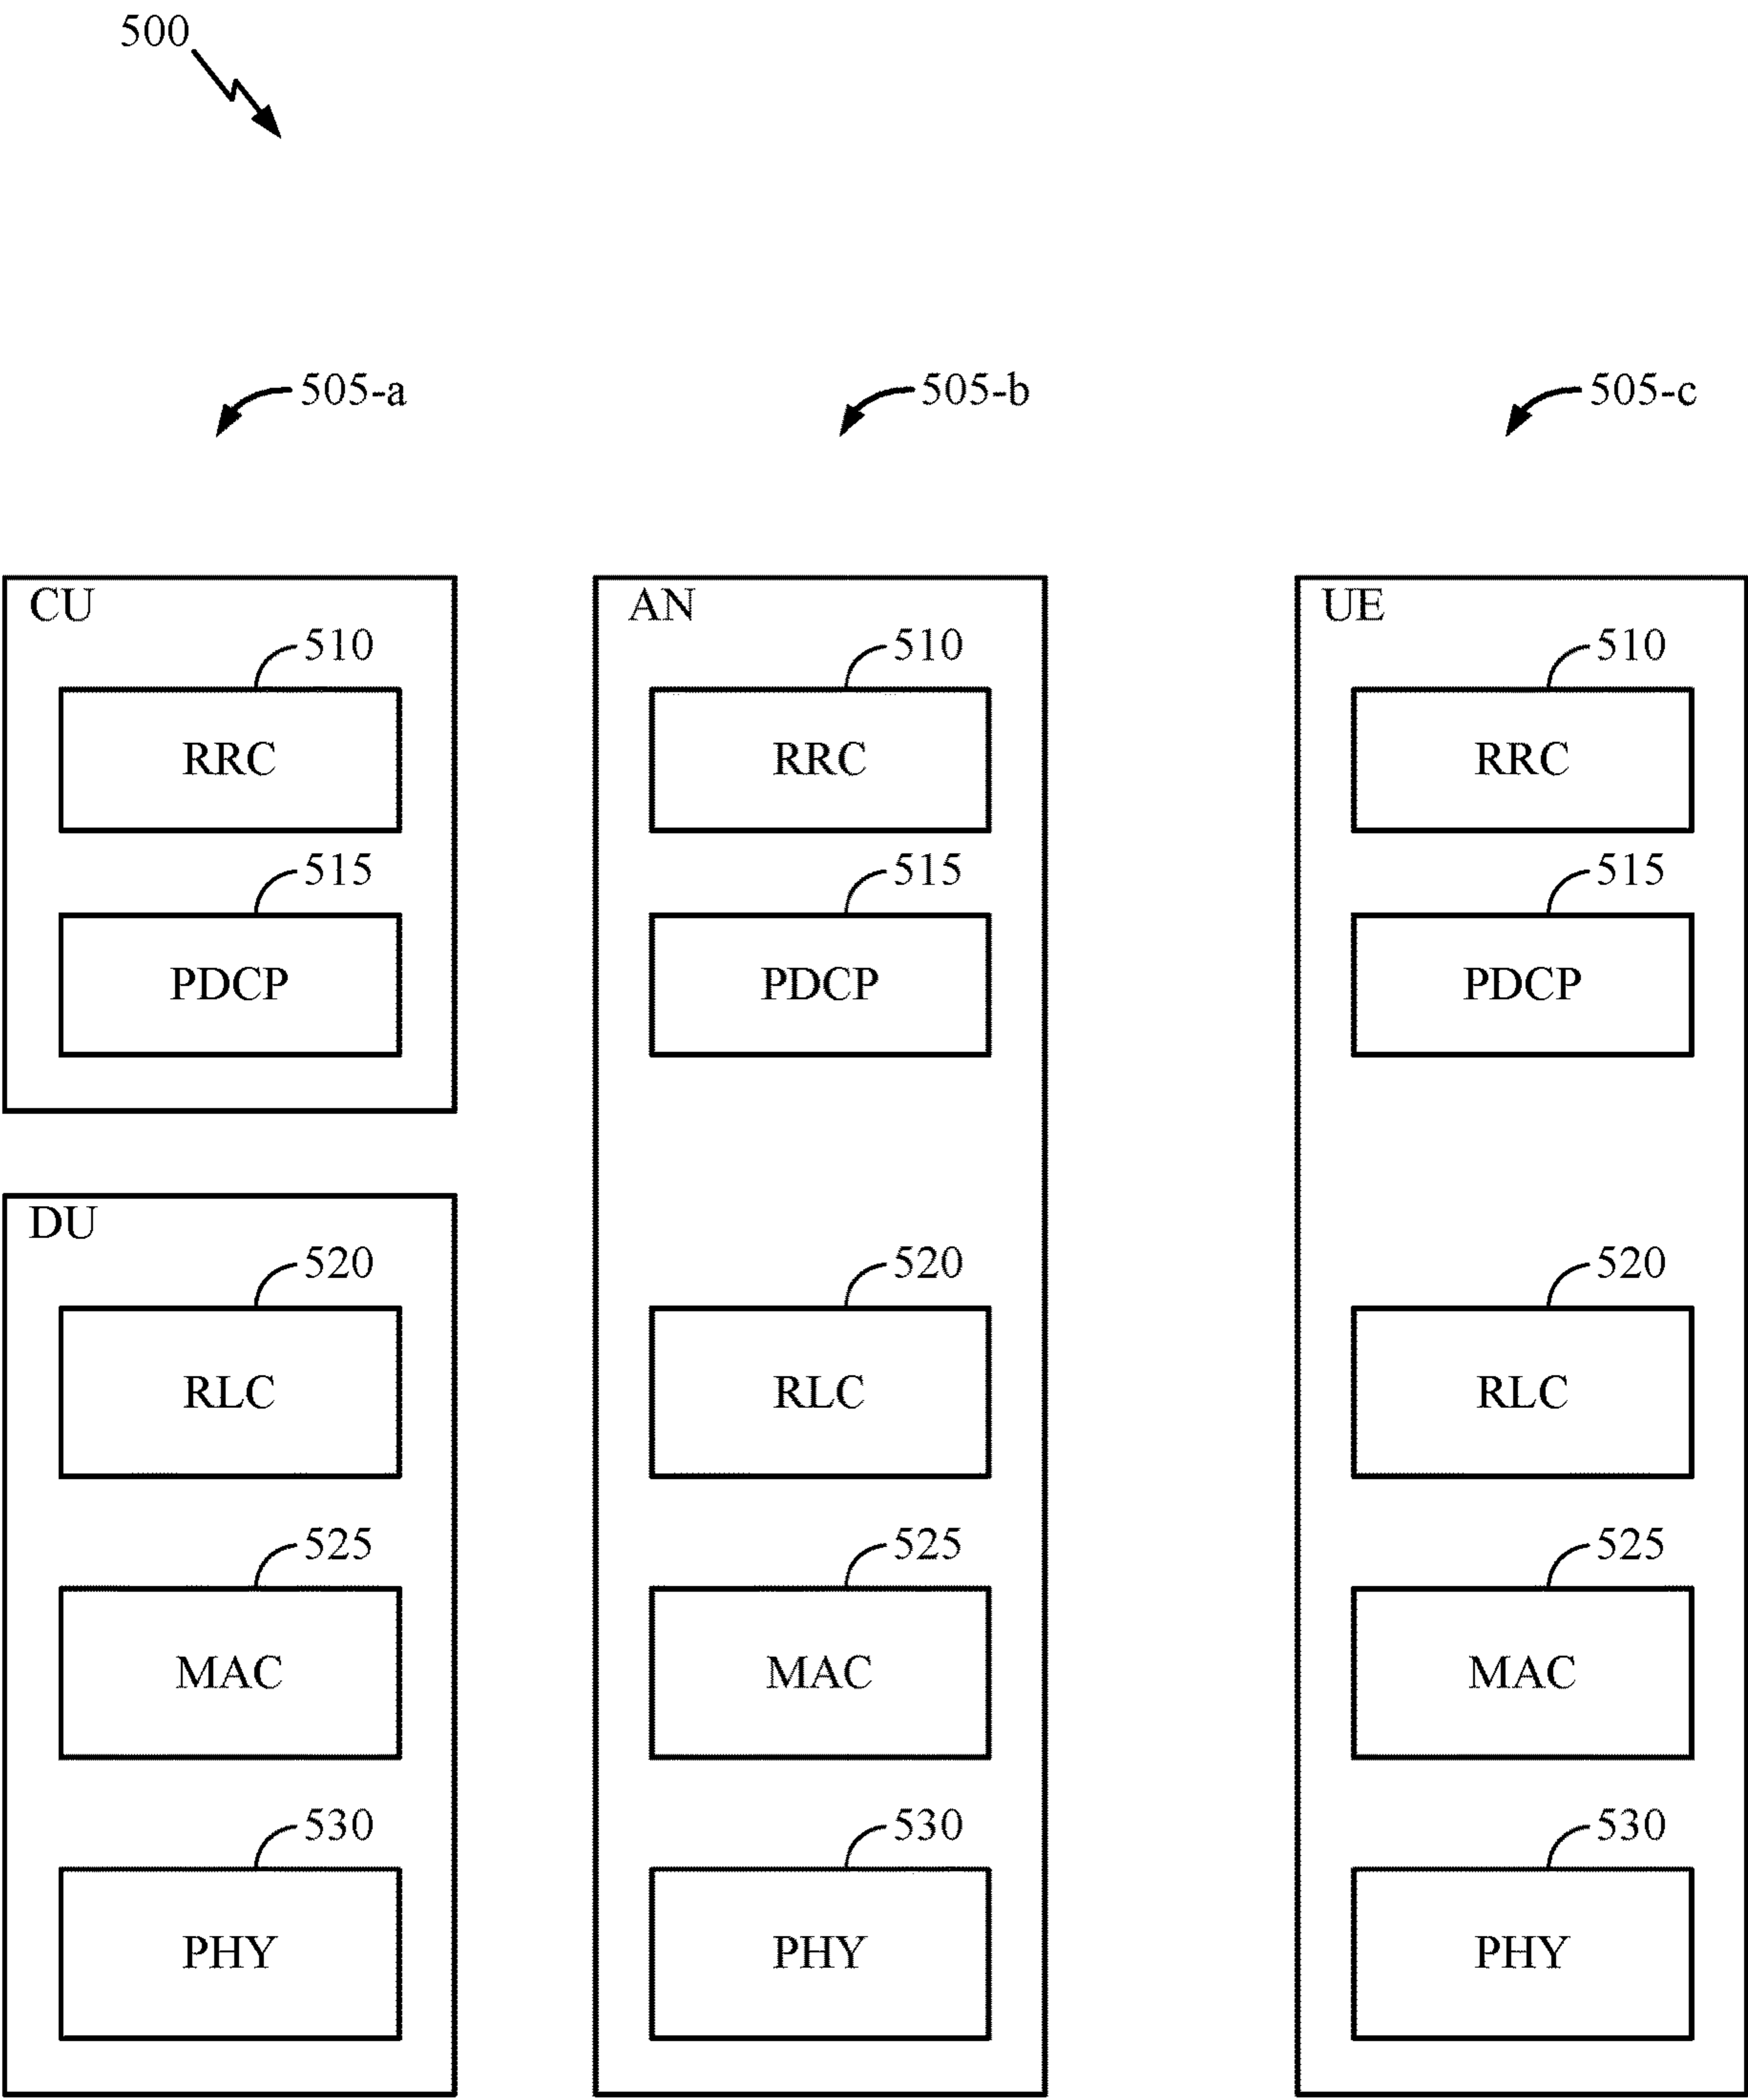 500
505-a 505-b 505-c
CU AN UE
510 510 510
RRC RRC RRC
515 515 515
PDCP PDCP PDCP
DU
520 520 520
RLC RLC RLC
525 525 525
MAC MAC MAC
530 530 530
PHY PHY PHY